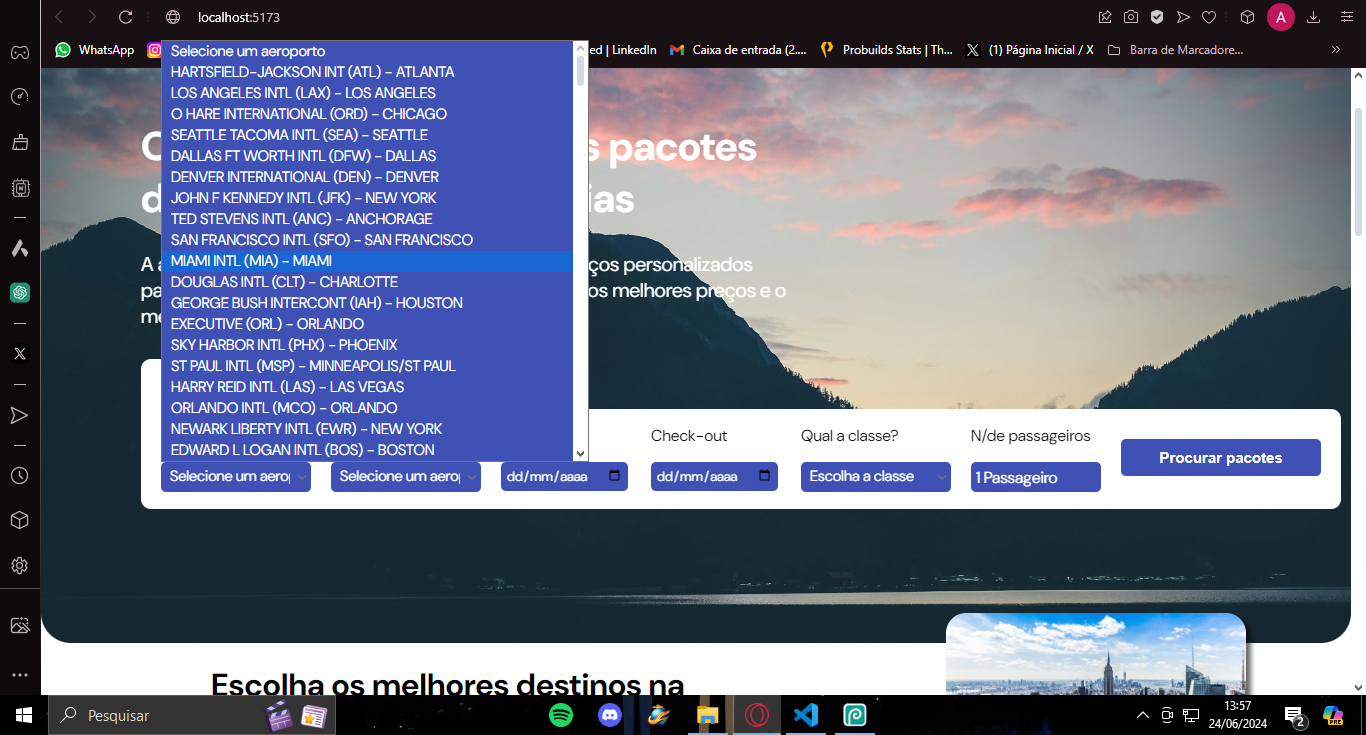 localhost:5173
A
WhatsApp
ed | LinkedIn
Caixa de entrada (2....
Probuilds Stats | Th...
(1) Página Inicial / X
Barra de Marcadore...
»
Selecione um aeroporto
HARTSFIELD-JACKSON INT (ATL) - ATLANTA
LOS ANGELES INTL (LAX) - LOS ANGELES
O HARE INTERNATIONAL (ORD) - CHICAGO
SEATTLE TACOMA INTL (SEA) - SEATTLE
DALLAS FT WORTH INTL (DFW) - DALLAS
DENVER INTERNATIONAL (DEN) - DENVER
JOHN F KENNEDY INTL (JFK) - NEW YORK
TED STEVENS INTL (ANC) - ANCHORAGE
SAN FRANCISCO INTL (SFO) - SAN FRANCISCO
MIAMI INTL (MIA) - MIAMI
DOUGLAS INTL (CLT) - CHARLOTTE
GEORGE BUSH INTERCONT (IAH) - HOUSTON
EXECUTIVE (ORL) - ORLANDO
SKY HARBOR INTL (PHX) - PHOENIX
ST PAUL INTL (MSP) - MINNEAPOLIS/ST PAUL
HARRY REID INTL (LAS) - LAS VEGAS
ORLANDO INTL (MCO) - ORLANDO
NEWARK LIBERTY INTL (EWR) - NEW YORK
EDWARD L LOGAN INTL (BOS) - BOSTON
s pacotes
ias
A a
ços personalizados
pa
os melhores preços e o
me
Check-out
Qual a classe?
N/de passageiros
Selecione um aerop
Selecione um aerop
dd/mm/aaaa
dd/mm/aaaa
Escolha a classe
1 Passageiro
Procurar pacotes
Escolha os melhores destinos na
Pesquisar
13:57
24/06/2024
2
PRE